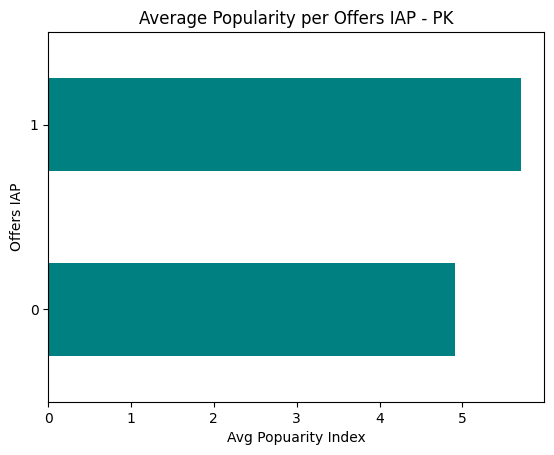 Average Popularity per Offers IAP - PK
Offers IAP
1
0
0 1 2 3 4 5
Avg Popuarity Index